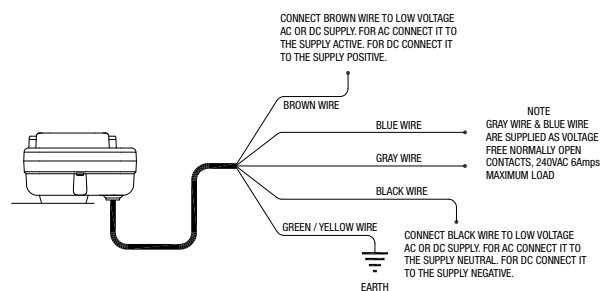 CONNECT BROWN WIRE TO LOW VOLTAGE
AC OR DC SUPPLY. FOR AC CONNECT IT TO
THE SUPPLY ACTIVE. FOR DC CONNECT IT
TO THE SUPPLY POSITIVE.
BROWN WIRE
BLUE WIRE
NOTE
GRAY WIRE & BLUE WIRE
ARE SUPPLIED AS VOLTAGE
FREE NORMALLY OPEN
CONTACTS, 240VAC 6Amps
MAXIMUM LOAD
GRAY WIRE
BLACK WIRE
GREEN / YELLOW WIRE
CONNECT BLACK WIRE TO LOW VOLTAGE
AC OR DC SUPPLY. FOR AC CONNECT IT TO
THE SUPPLY NEUTRAL. FOR DC CONNECT IT
TO THE SUPPLY NEGATIVE.
EARTH